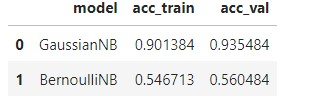 model acc_train acc_val
0 GaussianNB 0.901384 0.935484
1 BernoulliNB 0.546713 0.560484